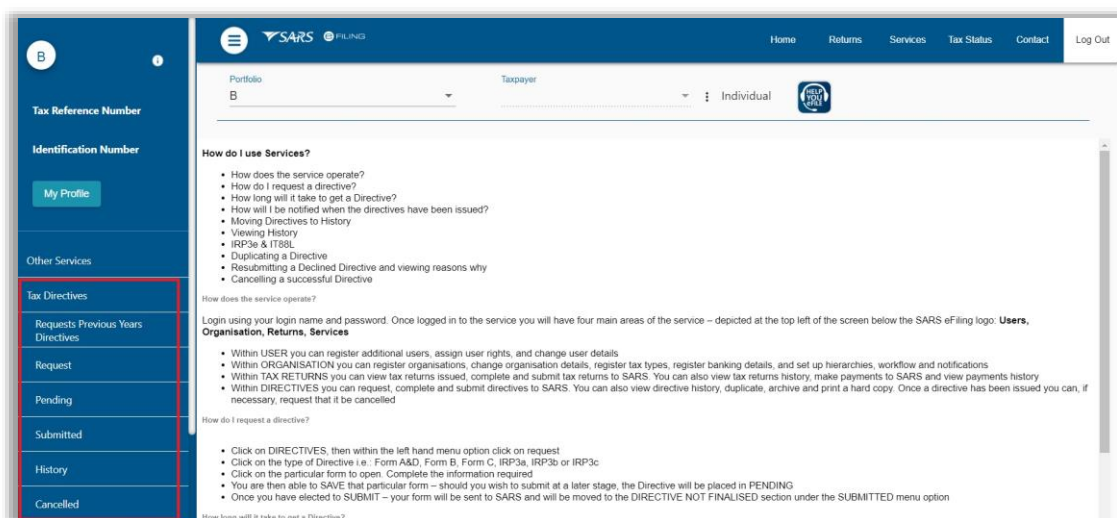 B
Tax Reference Number
Identification Number
My Profile
Other Services
Tax Directives
Requests Previous Years
Directives
Request
Pending
Submitted
History
Cancelled
SARS eFILING
Home Returns Services Tax Status Contact Log Out
Portfolio
B
Taxpayer
Individual
HELP
YOU
eFILE
How do I use Services?
• How does the service operate?
• How do I request a directive?
• How long will it take to get a Directive?
• How will I be notified when the directives have been issued?
• Moving Directives to History
• Viewing History
• IRP3e & IT88L
• Duplicating a Directive
• Resubmitting a Declined Directive and viewing reasons why
• Cancelling a successful Directive
How does the service operate?
Login using your login name and password. Once logged in to the service you will have four main areas of the service – depicted at the top left of the screen below the SARS eFiling logo: Users,
Organisation, Returns, Services
• Within USER you can register additional users, assign user rights, and change user details
• Within ORGANISATION you can register organisations, change organisation details, register tax types, register banking details, and set up hierarchies, workflow and notifications
• Within TAX RETURNS you can view tax returns issued, complete and submit tax returns to SARS. You can also view tax returns history, make payments to SARS and view payments history
• Within DIRECTIVES you can request, complete and submit directives to SARS. You can also view directive history, duplicate, archive and print a hard copy. Once a directive has been issued you can, if
necessary, request that it be cancelled
How do I request a directive?
• Click on DIRECTIVES, then within the left hand menu option click on request
• Click on the type of Directive i.e.: Form A&D, Form B, Form C, IRP3a, IRP3b or IRP3c
• Click on the particular form to open. Complete the information required
• You are then able to SAVE that particular form – should you wish to submit at a later stage, the Directive will be placed in PENDING
• Once you have elected to SUBMIT – your form will be sent to SARS and will be moved to the DIRECTIVE NOT FINALISED section under the SUBMITTED menu option
How long will it take to get a Directive?